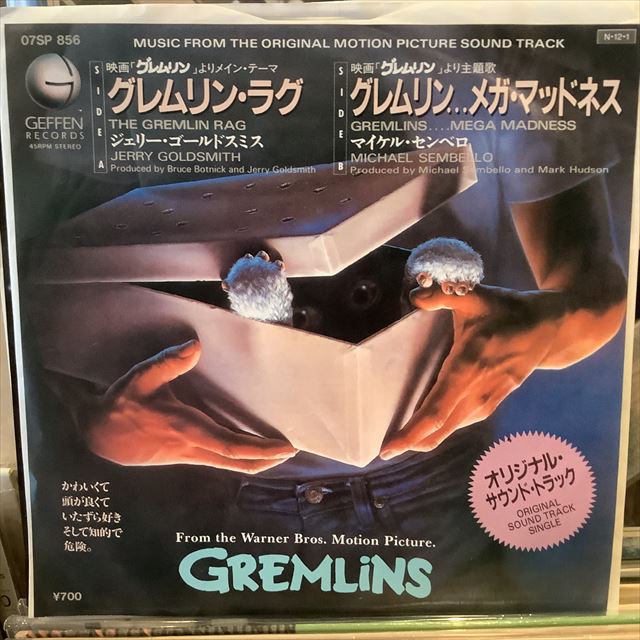 07SP 856
MUSIC FROM THE ORIGINAL MOTION PICTURE SOUND TRACK
N·12·1
GEFFEN
RECORDS
45RPM STEREO
SIDE A
映画「グレムリン」よりメイン・テーマ
グレムリン・ラグ
THE GREMLIN RAG
ジェリー・ゴールドスミス
JERRY GOLDSMITH
Produced by Bruce Botnick and Jerry Goldsmith
SIDE B
映画「グレムリン」より主題歌
グレムリン...メガ・マッドネス
GREMLINS....MEGA MADNESS
マイケル・センベロ
MICHAEL SEMBELLO
Produced by Michael Sembello and Mark Hudson
かわいくて
頭が良くて
いたずら好き
そして知的で
危険。
オリジナル・
サウンド・トラック
ORIGINAL
SOUND TRACK
SINGLE
From the Warner Bros. Motion Picture.
GREMLiNS
¥700